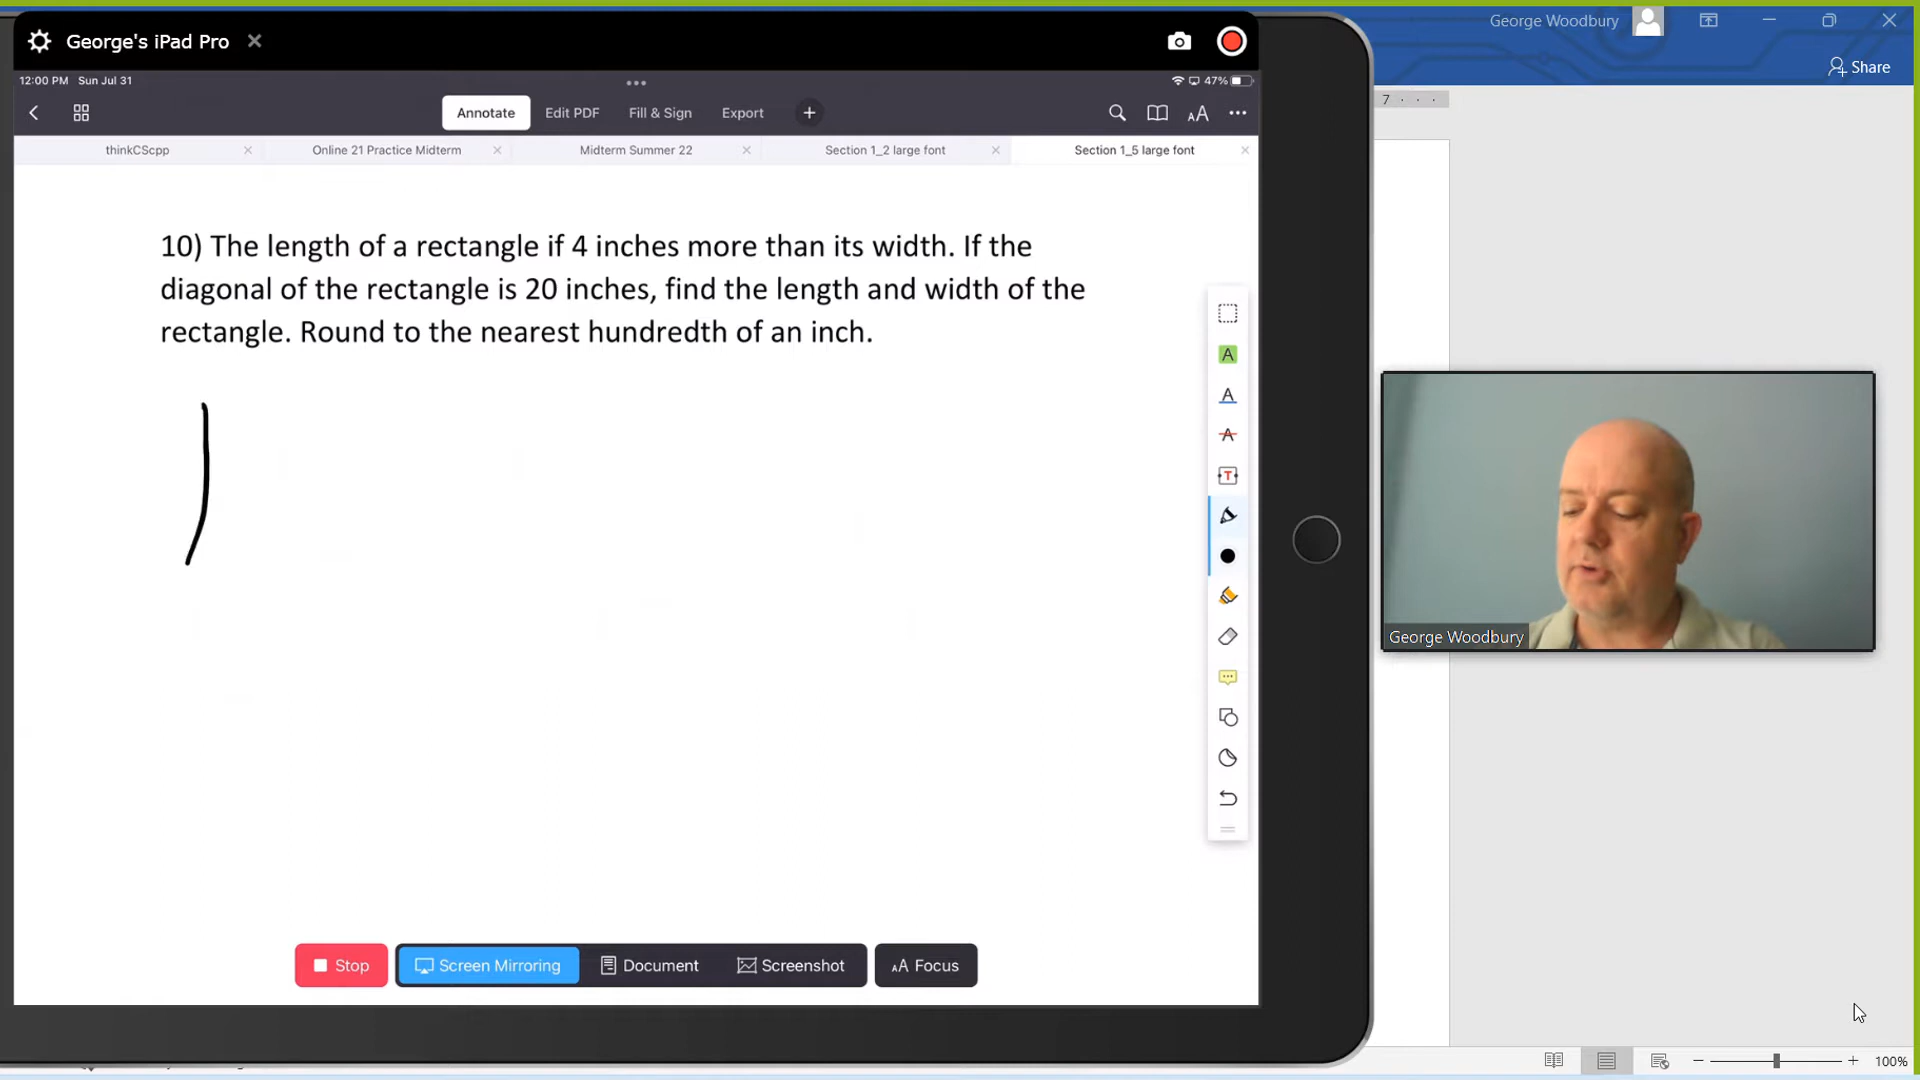 George Woodbury
George's iPad Pro
Share
12:00 PM Sun Jul 31
47%
7
Annotate Edit PDF Fill & Sign Export
thinkCScpp Online 21 Practice Midterm Midterm Summer 22 Section 1_2 large font Section 1_5 large font
10) The length of a rectangle if 4 inches more than its width. If the
diagonal of the rectangle is 20 inches, find the length and width of the
rectangle. Round to the nearest hundredth of an inch.
George Woodbury
Stop Screen Mirroring Document Screenshot AA Focus
100%